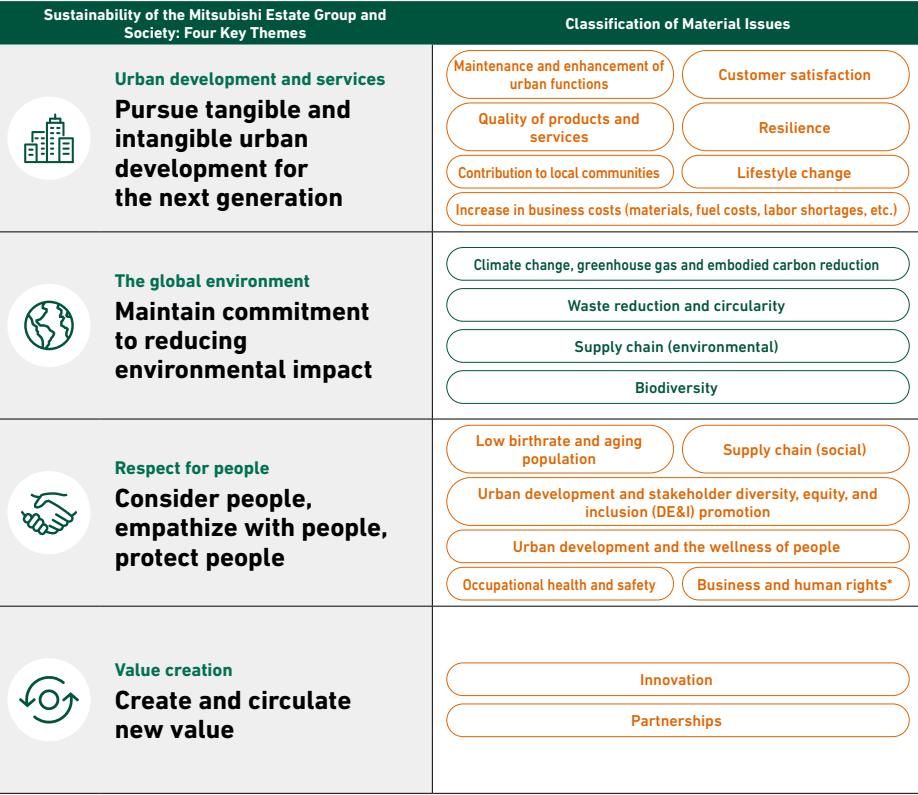 Sustainability of the Mitsubishi Estate Group and
Society: Four Key Themes
Classification of Material Issues
Urban development and services
Pursue tangible and
intangible urban
development for
the next generation
Maintenance and enhancement of
urban functions
Customer satisfaction
Quality of products and
services
Resilience
Contribution to local communities
Lifestyle change
Increase in business costs (materials, fuel costs, labor shortages, etc.)
The global environment
Maintain commitment
to reducing
environmental impact
Climate change, greenhouse gas and embodied carbon reduction
Waste reduction and circularity
Supply chain (environmental)
Biodiversity
Respect for people
Consider people,
empathize with people,
protect people
Low birthrate and aging
population
Supply chain (social)
Urban development and stakeholder diversity, equity, and
inclusion (DE&I) promotion
Urban development and the wellness of people
Occupational health and safety
Business and human rights*
Value creation
Create and circulate
new value
Innovation
Partnerships